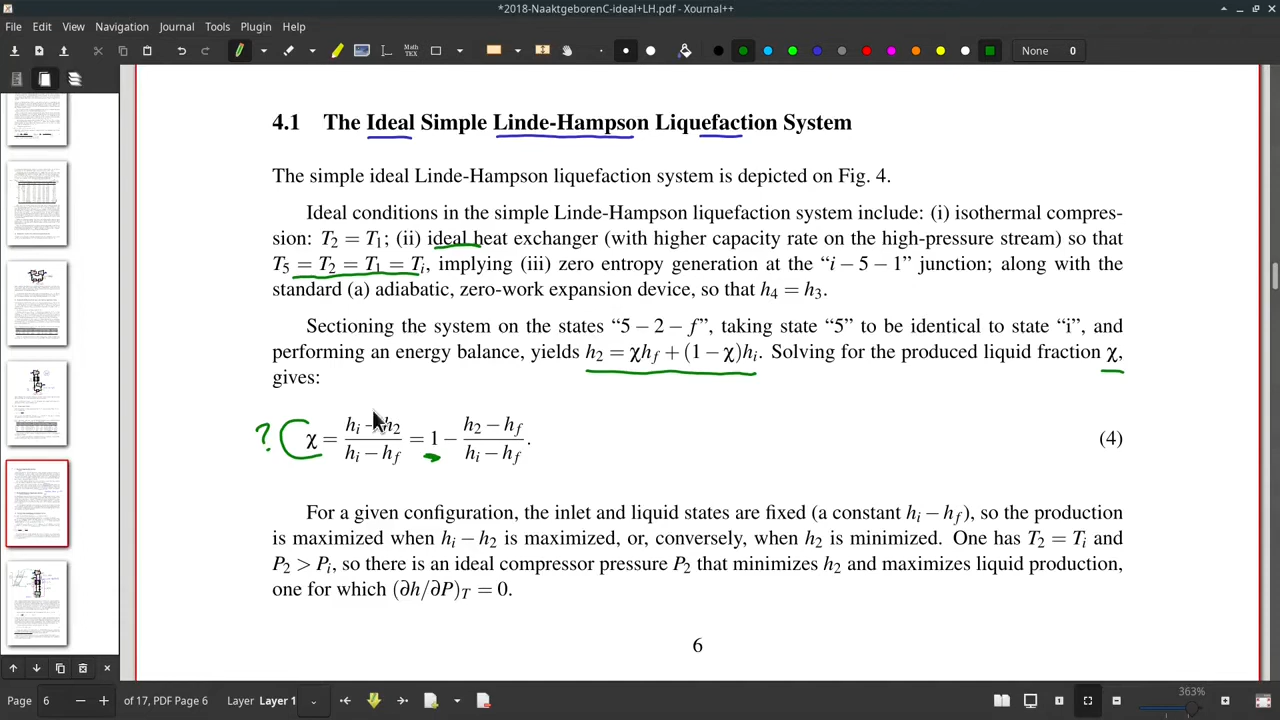 *2018-NaaktgeborenC-ideal+LH.pdf - Xournal++
File Edit View Navigation Journal Tools Plugin Help
Math
TEX
None 0
4.1 The Ideal Simple Linde-Hampson Liquefaction System
The simple ideal Linde-Hampson liquefaction system is depicted on Fig. 4.
Ideal conditions in the simple Linde-Hampson liquefaction system include: (i) isothermal compres-
sion: T₂ = T₁; (ii) ideal heat exchanger (with higher capacity rate on the high-pressure stream) so that
T₅ = T₂ = T₁ = Tᵢ, implying (iii) zero entropy generation at the “i − 5 − 1” junction; along with the
standard (a) adiabatic, zero-work expansion device, so that h₄ = h₃.
Sectioning the system on the states “5 − 2 − f”, taking state “5” to be identical to state “i”, and
performing an energy balance, yields h₂ = χh_f + (1 − χ)hᵢ. Solving for the produced liquid fraction χ,
gives:
? χ = (hᵢ − h₂)/(hᵢ − h_f) = 1 − (h₂ − h_f)/(hᵢ − h_f). (4)
For a given configuration, the inlet and liquid states are fixed (a constant hᵢ − h_f), so the production
is maximized when hᵢ − h₂ is maximized, or, conversely, when h₂ is minimized. One has T₂ = Tᵢ and
P₂ > Pᵢ, so there is an ideal compressor pressure P₂ that minimizes h₂ and maximizes liquid production,
one for which (∂h/∂P)_T = 0.
6
Page 6 of 17, PDF Page 6 Layer Layer 1 363%